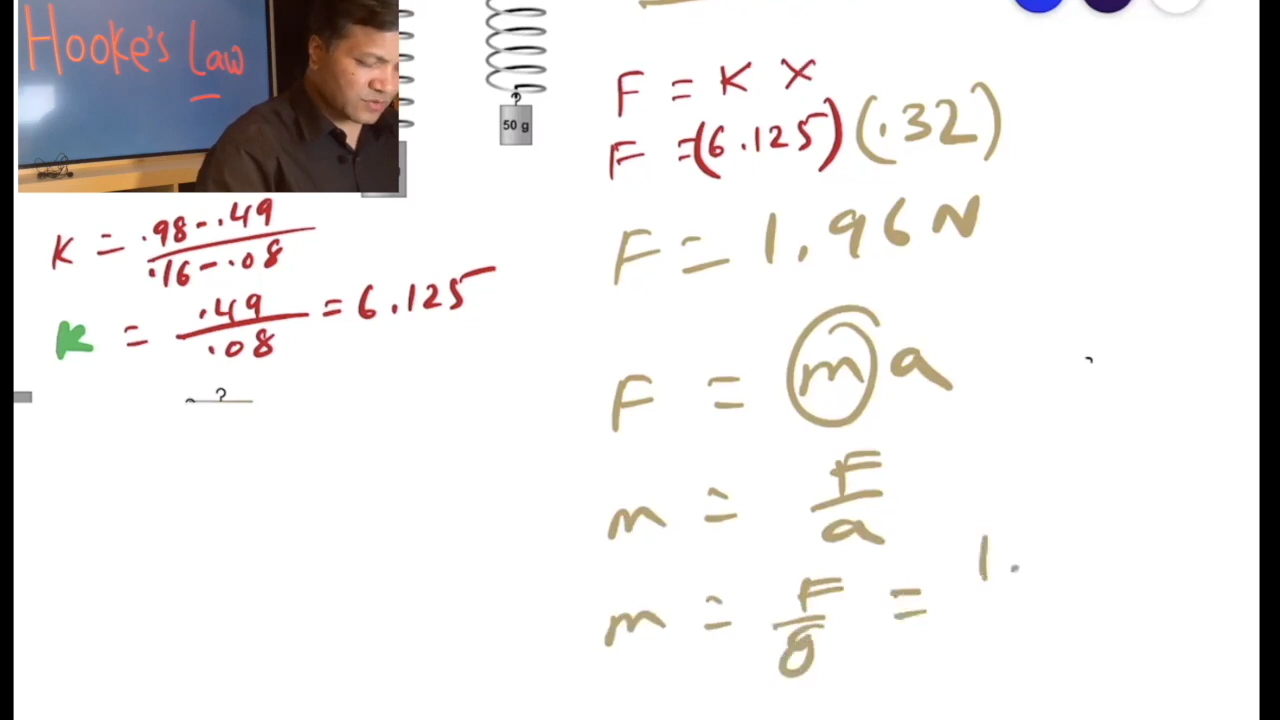 Hooke's Law
50 g
K = .98 - .49 / .16 - .08
K = .49 / .08 = 6.125
?
F = K X
F = (6.125) (.32)
F = 1.96 N
F = m a
m = F / a
m = F / g = 1.